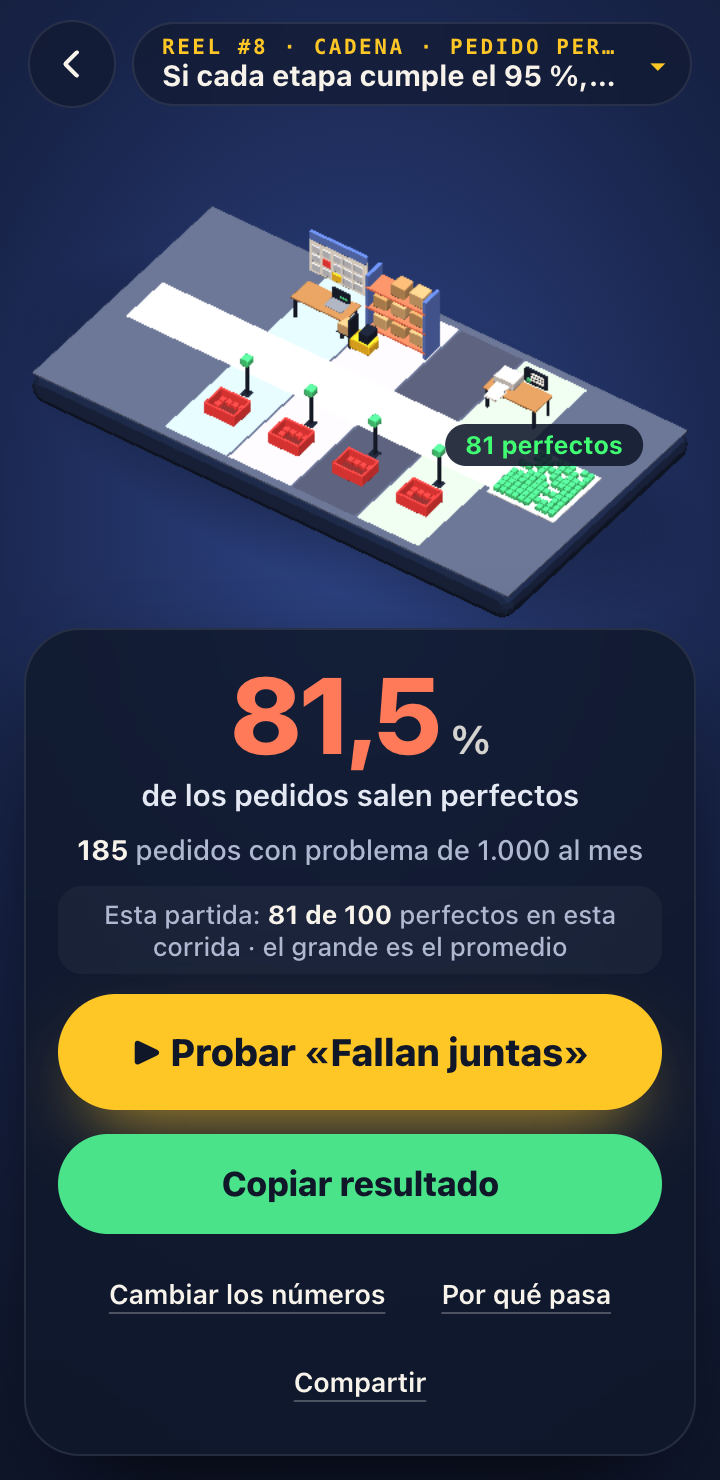 REEL #8 · CADENA · PEDIDO PER…
Si cada etapa cumple el 95 %,…
81 perfectos
81,5 %
de los pedidos salen perfectos
185 pedidos con problema de 1.000 al mes
Esta partida: 81 de 100 perfectos en esta
corrida · el grande es el promedio
Probar «Fallan juntas»
Copiar resultado
Cambiar los números
Por qué pasa
Compartir